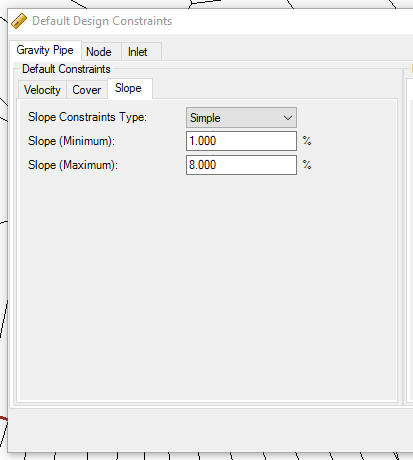 Default Design Constraints
Gravity Pipe Node Inlet
Default Constraints
Velocity Cover Slope
Slope Constraints Type: Simple
Slope (Minimum): 1.000 %
Slope (Maximum): 8.000 %